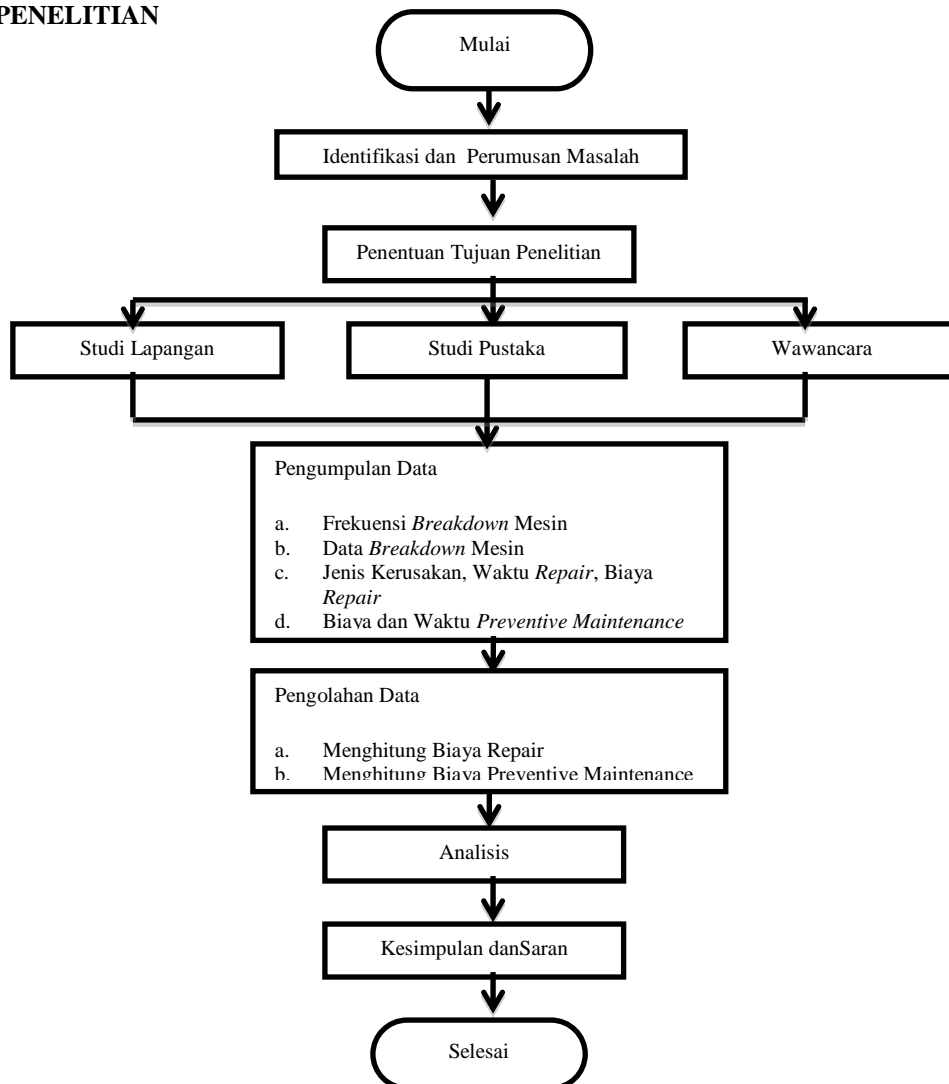 PENELITIAN
Mulai
Identifikasi dan Perumusan Masalah
Penentuan Tujuan Penelitian
Studi Lapangan
Studi Pustaka
Wawancara
Pengumpulan Data
a. Frekuensi Breakdown Mesin
b. Data Breakdown Mesin
c. Jenis Kerusakan, Waktu Repair, Biaya
Repair
d. Biaya dan Waktu Preventive Maintenance
Pengolahan Data
a. Menghitung Biaya Repair
b. Menghitung Biaya Preventive Maintenance
Analisis
Kesimpulan danSaran
Selesai